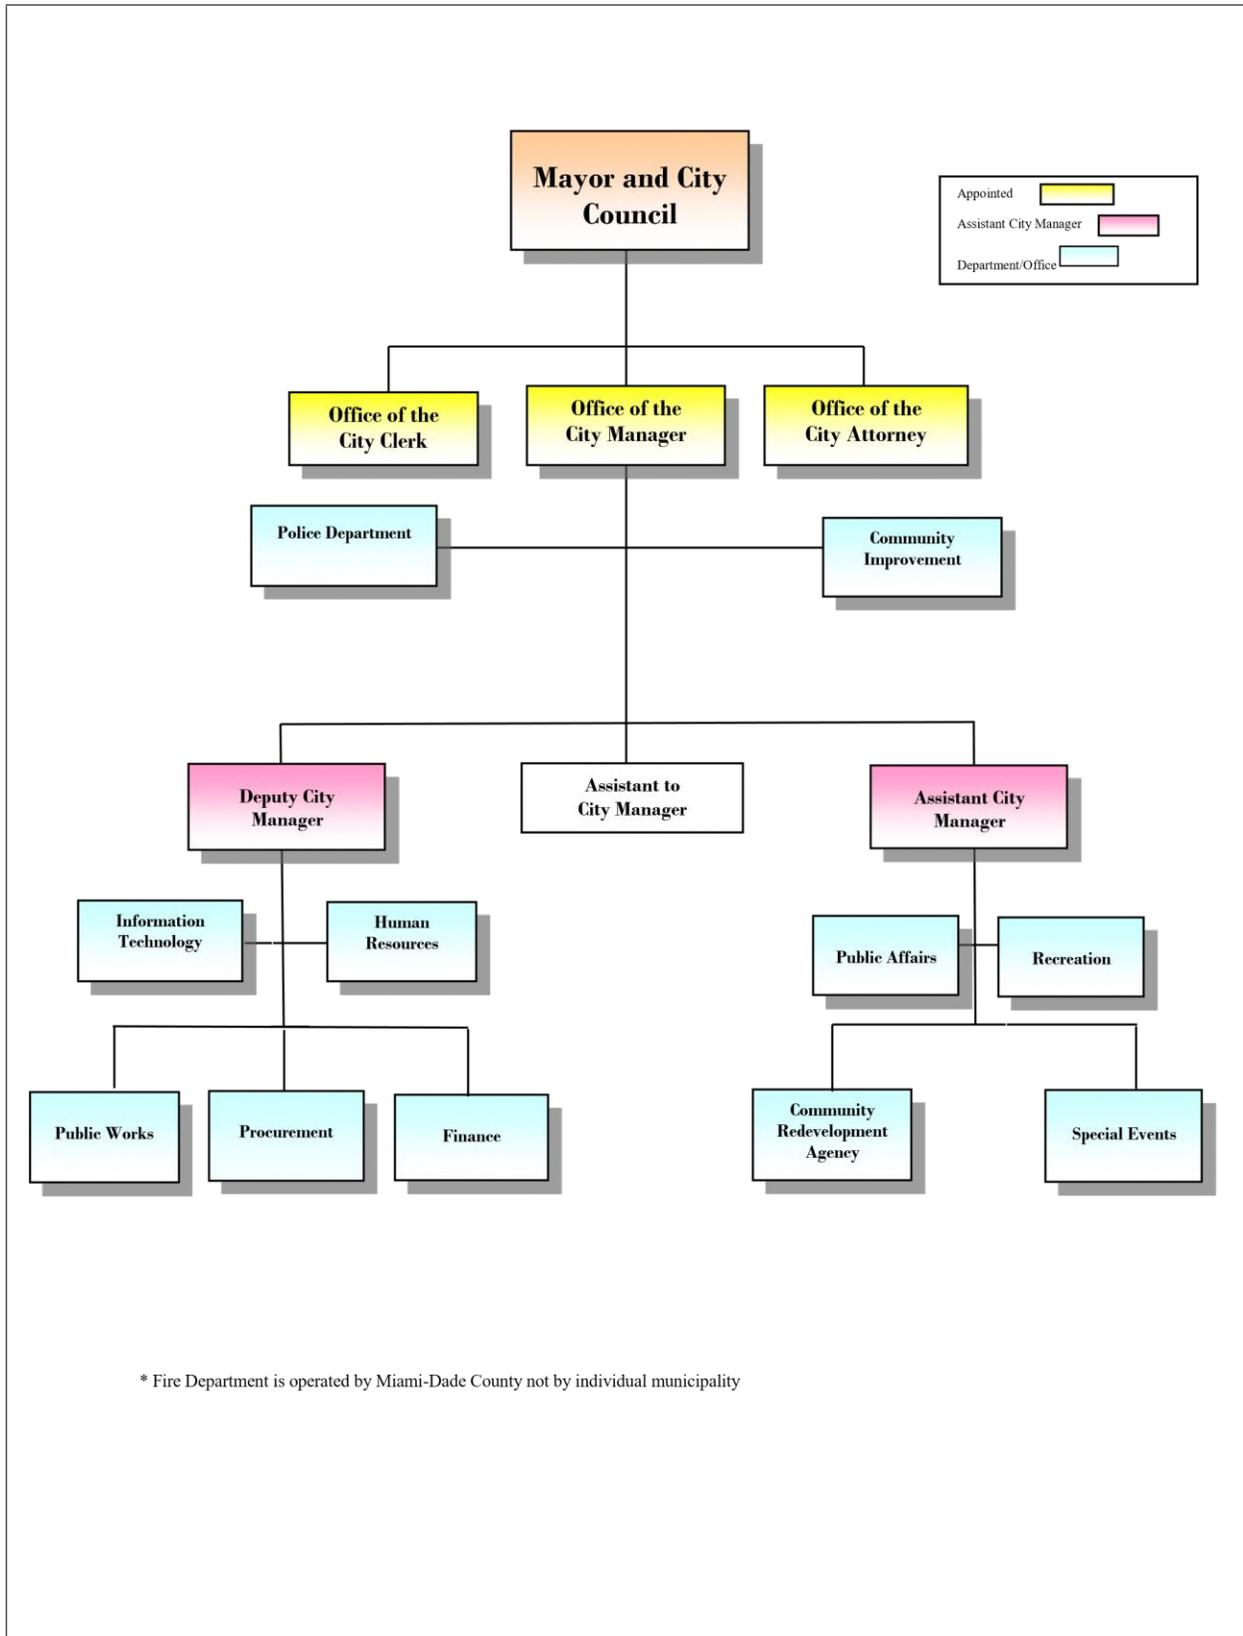 Mayor and City
Council
Appointed
Assistant City Manager
Department/Office
Office of the
City Clerk
Office of the
City Manager
Office of the
City Attorney
Police Department
Community
Improvement
Deputy City
Manager
Assistant to
City Manager
Assistant City
Manager
Information
Technology
Human
Resources
Public Affairs
Recreation
Public Works
Procurement
Finance
Community
Redevelopment
Agency
Special Events
* Fire Department is operated by Miami-Dade County not by individual municipality